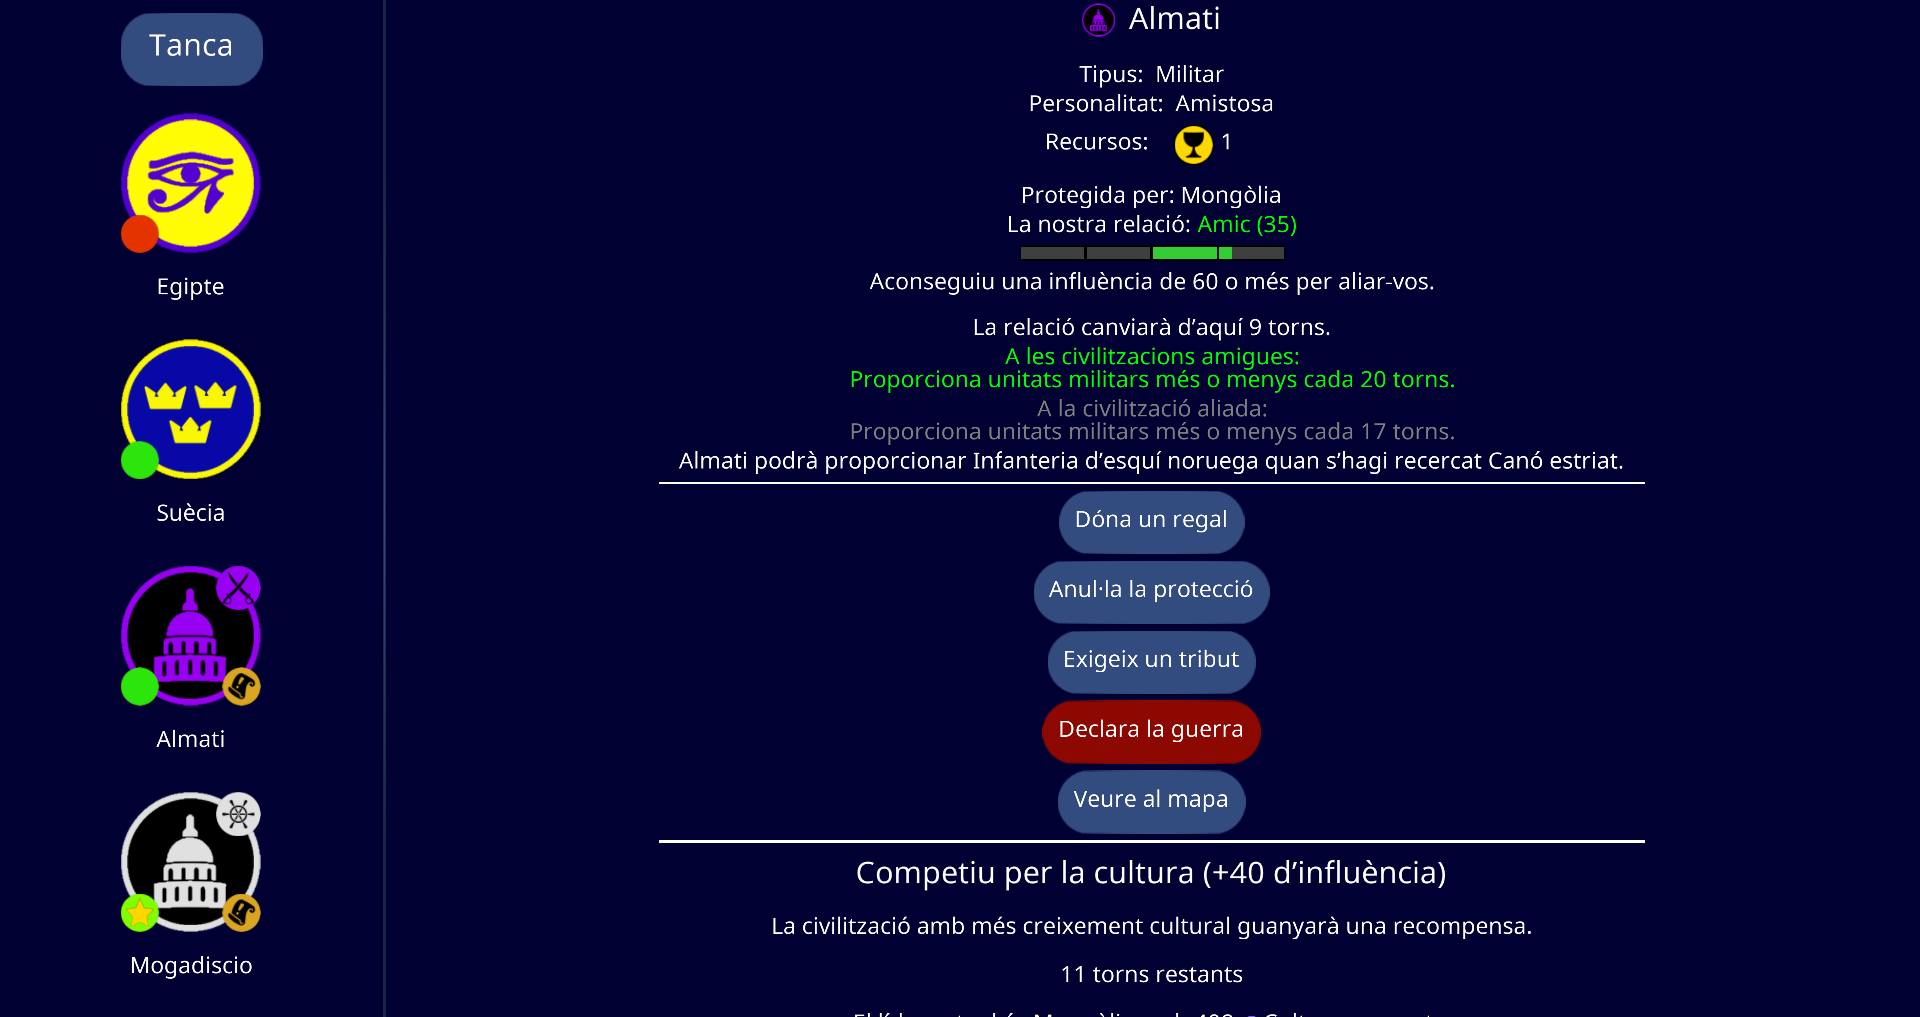 Tanca
Egipte
Suècia
Almati
Mogadiscio
Almati
Tipus: Militar
Personalitat: Amistosa
Recursos: 1
Protegida per: Mongòlia
La nostra relació: Amic (35)
Aconseguiu una influència de 60 o més per aliar-vos.
La relació canviarà d’aquí 9 torns.
A les civilitzacions amigues:
Proporciona unitats militars més o menys cada 20 torns.
A la civilització aliada:
Proporciona unitats militars més o menys cada 17 torns.
Almati podrà proporcionar Infanteria d’esquí noruega quan s’hagi recercat Canó estriat.
Dóna un regal
Anul·la la protecció
Exigeix un tribut
Declara la guerra
Veure al mapa
Competiu per la cultura (+40 d’influència)
La civilització amb més creixement cultural guanyarà una recompensa.
11 torns restants